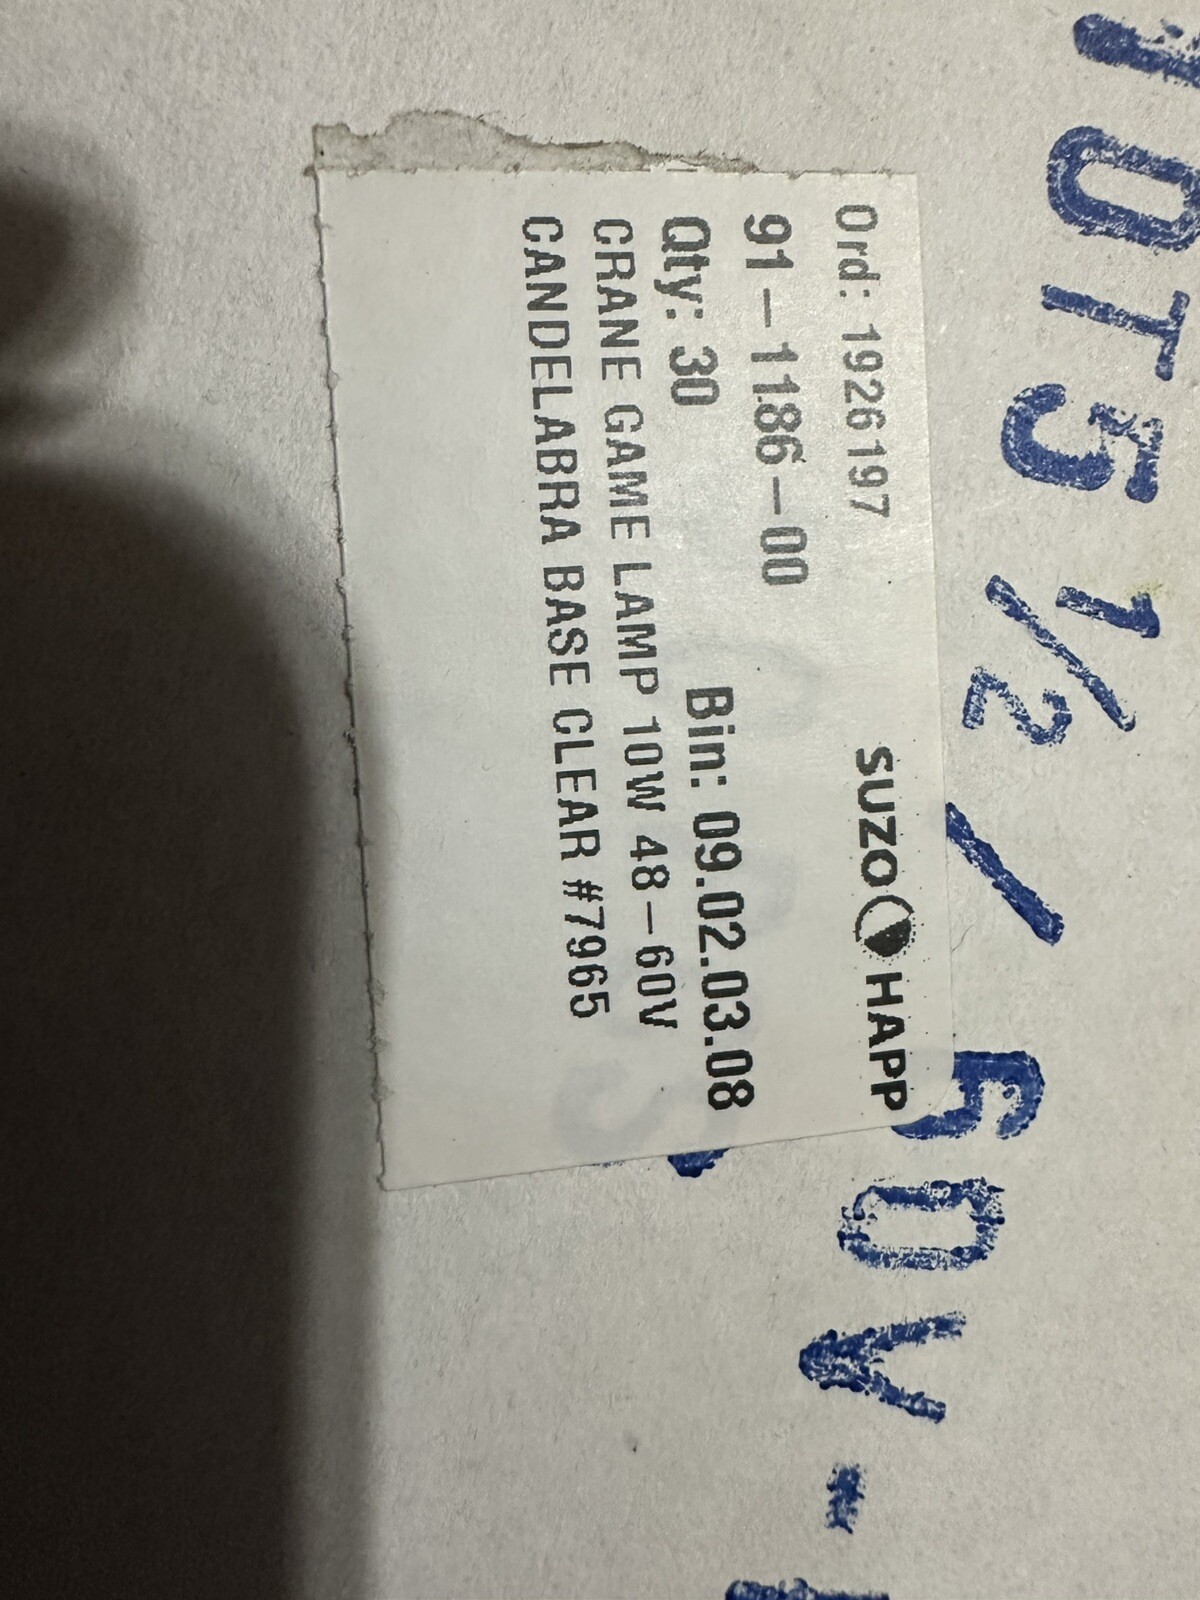 10T5 1/2 / 60V-
Ord: 1926197 SUZO HAPP
91-1186-00
Qty: 30 Bin: 09.02.03.08
CRANE GAME LAMP 10W 48-60V
CANDELABRA BASE CLEAR #7965